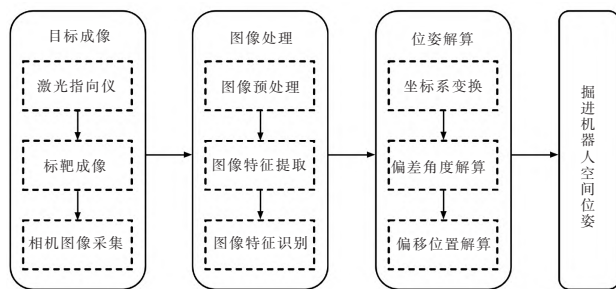 目标成像
激光指向仪
标靶成像
相机图像采集
图像处理
图像预处理
图像特征提取
图像特征识别
位姿解算
坐标系变换
偏差角度解算
偏移位置解算
掘进机器人空间位姿